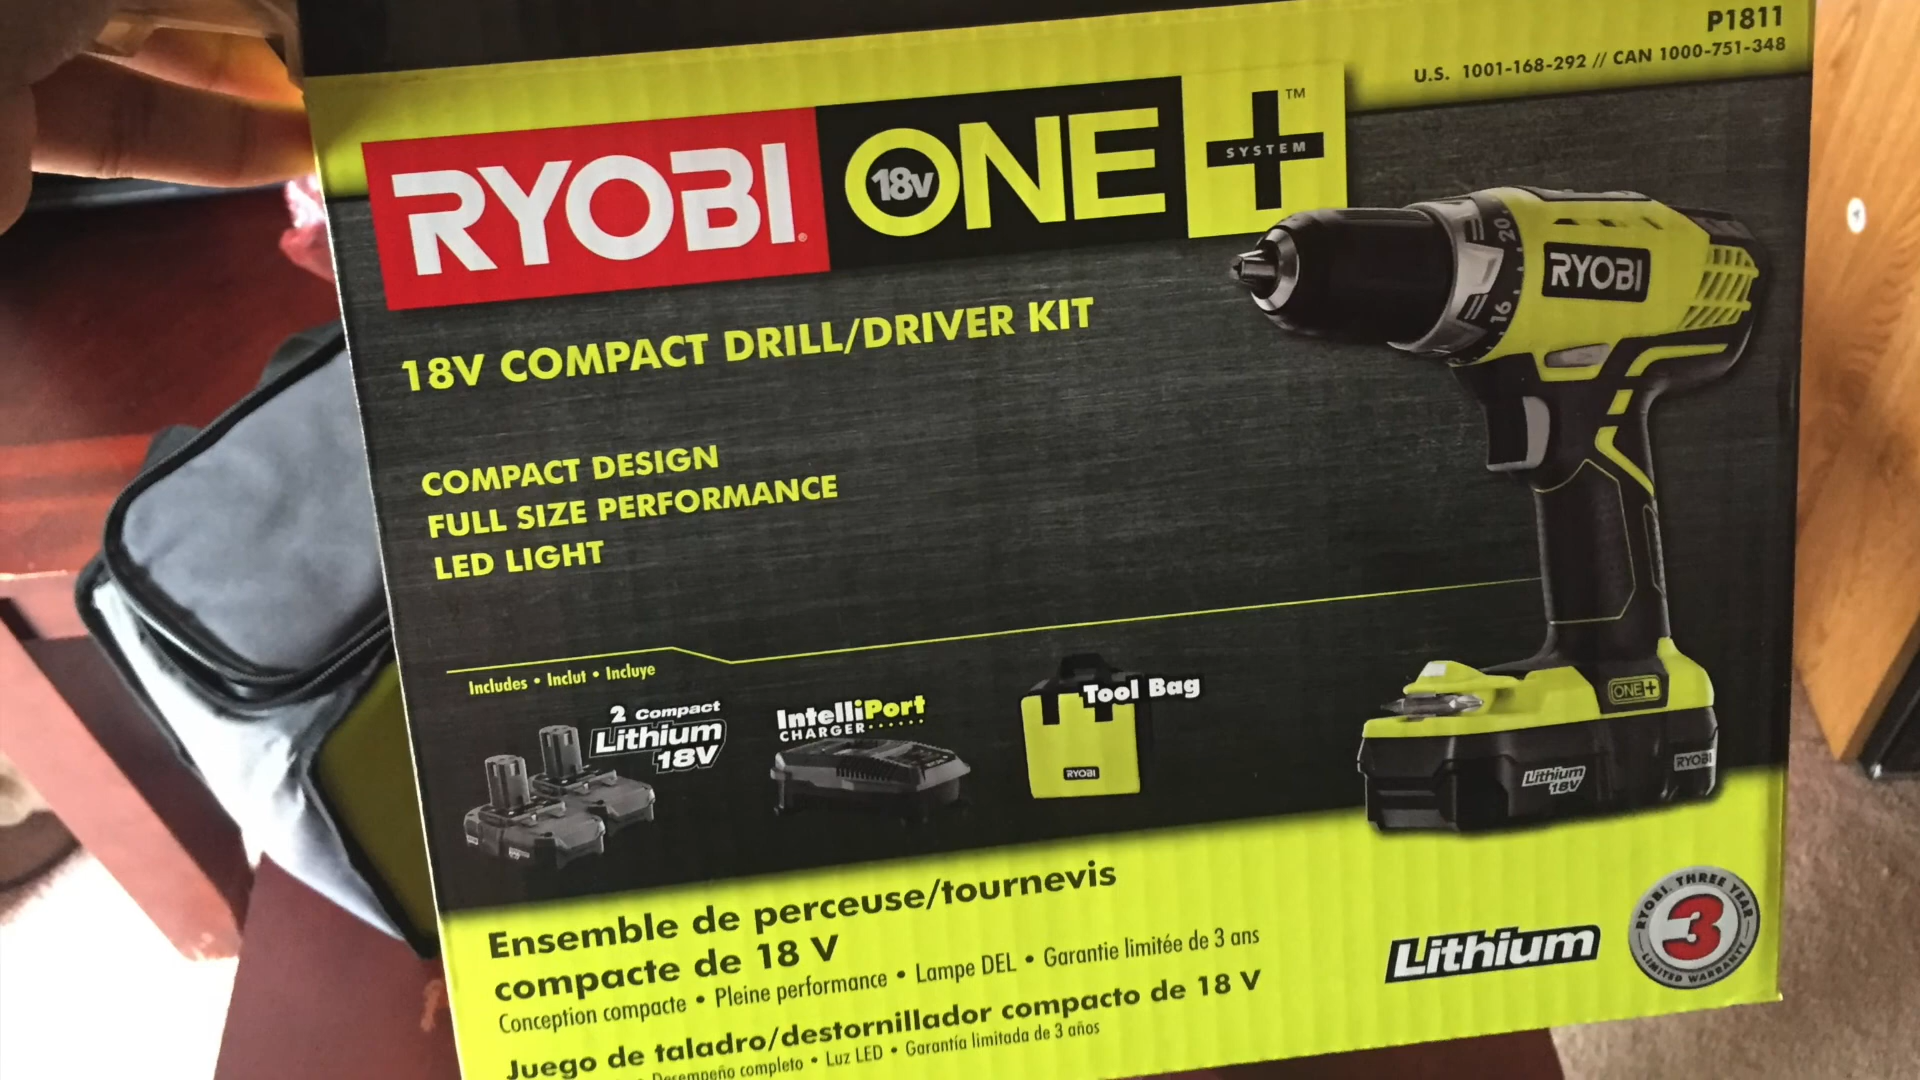 P1811
U.S. 1001-168-292 // CAN 1000-751-348
RYOBI® 18V ONE+ ™
SYSTEM
18V COMPACT DRILL/DRIVER KIT
COMPACT DESIGN
FULL SIZE PERFORMANCE
LED LIGHT
20
16
RYOBI
Includes • Inclut • Incluye
2 Compact
Lithium
18V
IntelliPort
CHARGER
Tool Bag
RYOBI
ONE+
Lithium
18V
RYOBI
Ensemble de perceuse/tournevis
compacte de 18 V
Conception compacte • Pleine performance • Lampe DEL • Garantie limitée de 3 ans
Juego de taladro/destornillador compacto de 18 V
Desempeño completo • Luz LED • Garantía limitada de 3 años
Lithium
RYOBI. THREE YEAR
3
LIMITED WARRANTY